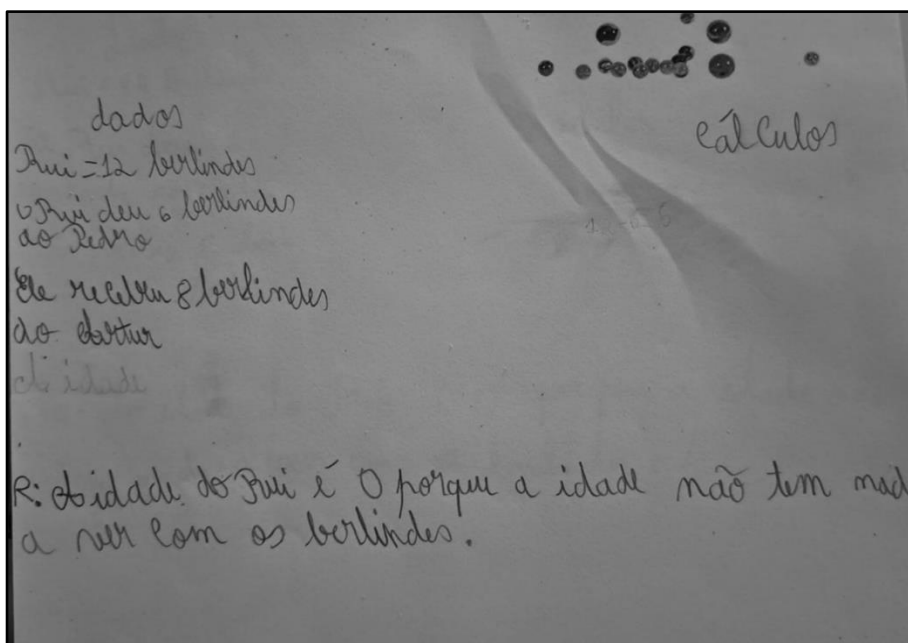 dados
cálculos
Rui = 12 berlindes
o Rui deu 6 berlindes
ao Pedro
Ele recebeu 8 berlindes
do Artur
A idade
R: A idade do Rui é 0 porque a idade não tem nad
a ver com os berlindes.